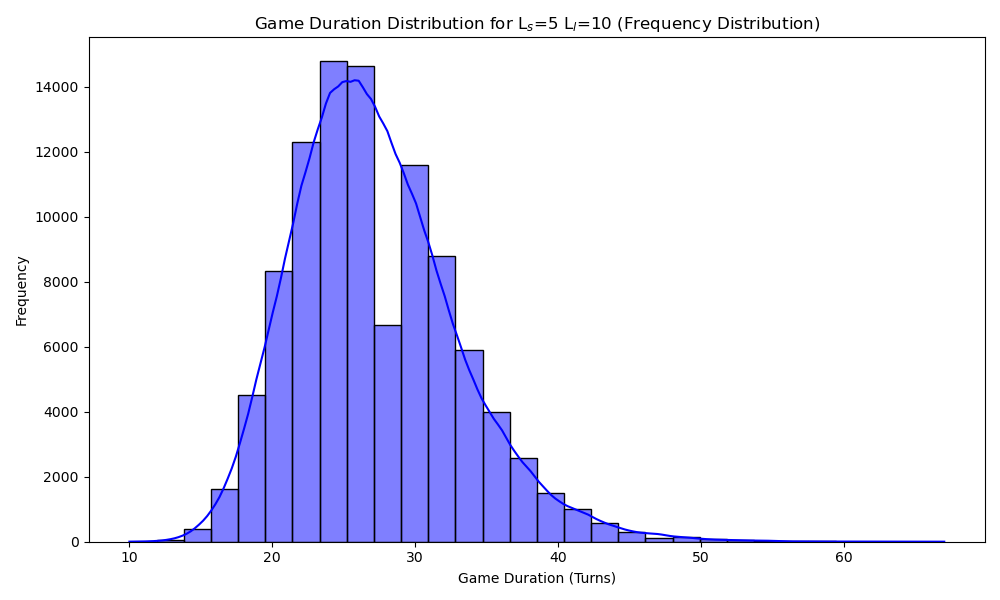 Game Duration Distribution for Lₛ=5 Lₗ=10 (Frequency Distribution)
14000
12000
10000
8000
6000
4000
2000
0
Frequency
10 20 30 40 50 60
Game Duration (Turns)